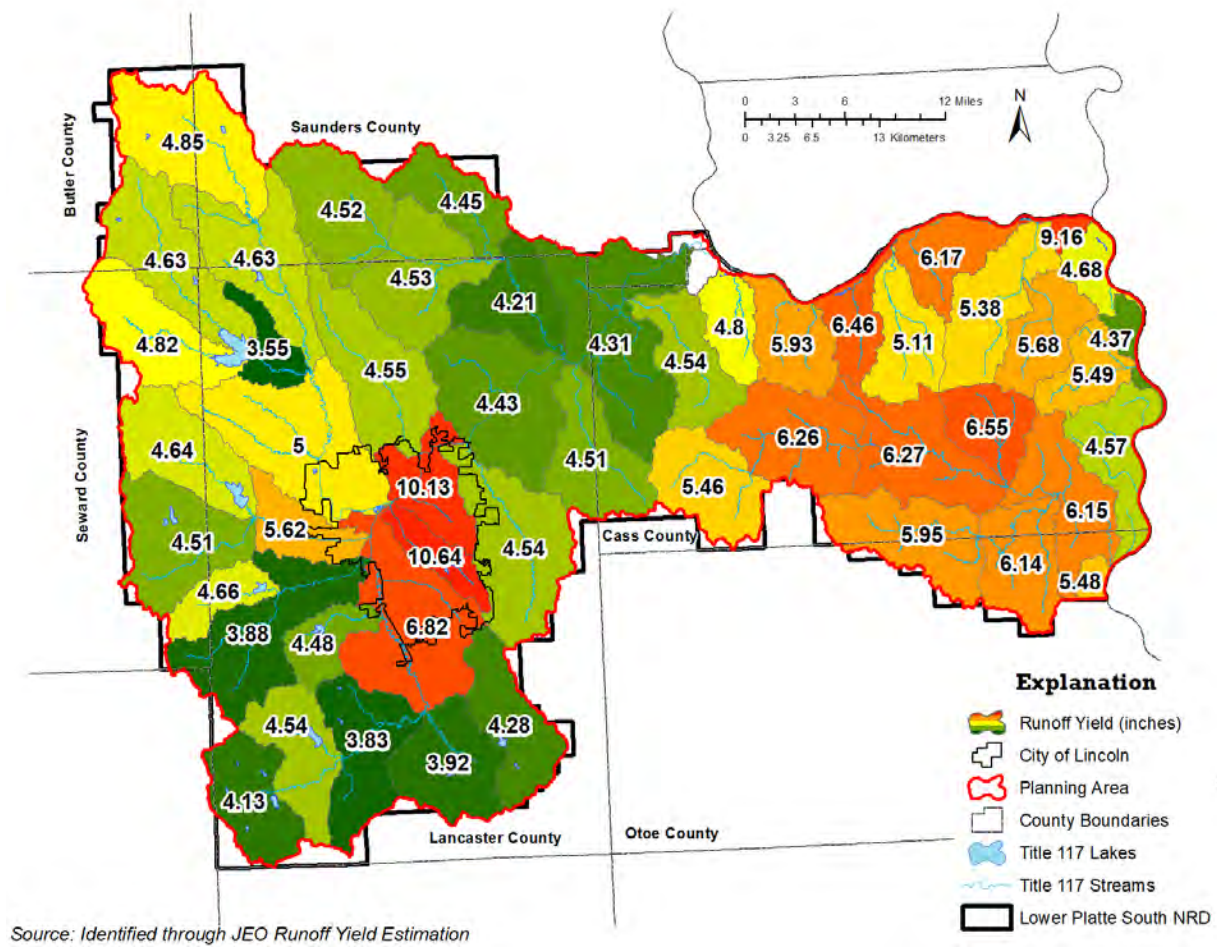 0 3 6 12 Miles
0 3.25 6.5 13 Kilometers
N
Butler County
Saunders County
Seward County
Cass County
Lancaster County
Otoe County
4.85
4.52
4.45
4.63
4.63
4.53
4.21
4.82
3.55
4.55
4.43
4.31
4.54
4.8
5.93
6.46
5.11
6.17
5.38
9.16
4.68
5.68
4.37
5.49
4.57
4.64
5
10.13
4.51
5.46
6.26
6.27
6.55
6.15
4.51
5.62
10.64
4.54
5.95
6.14
5.48
4.66
3.88
4.48
6.82
4.54
3.83
4.28
3.92
4.13
Explanation
Runoff Yield (inches)
City of Lincoln
Planning Area
County Boundaries
Title 117 Lakes
Title 117 Streams
Lower Platte South NRD
Source: Identified through JEO Runoff Yield Estimation